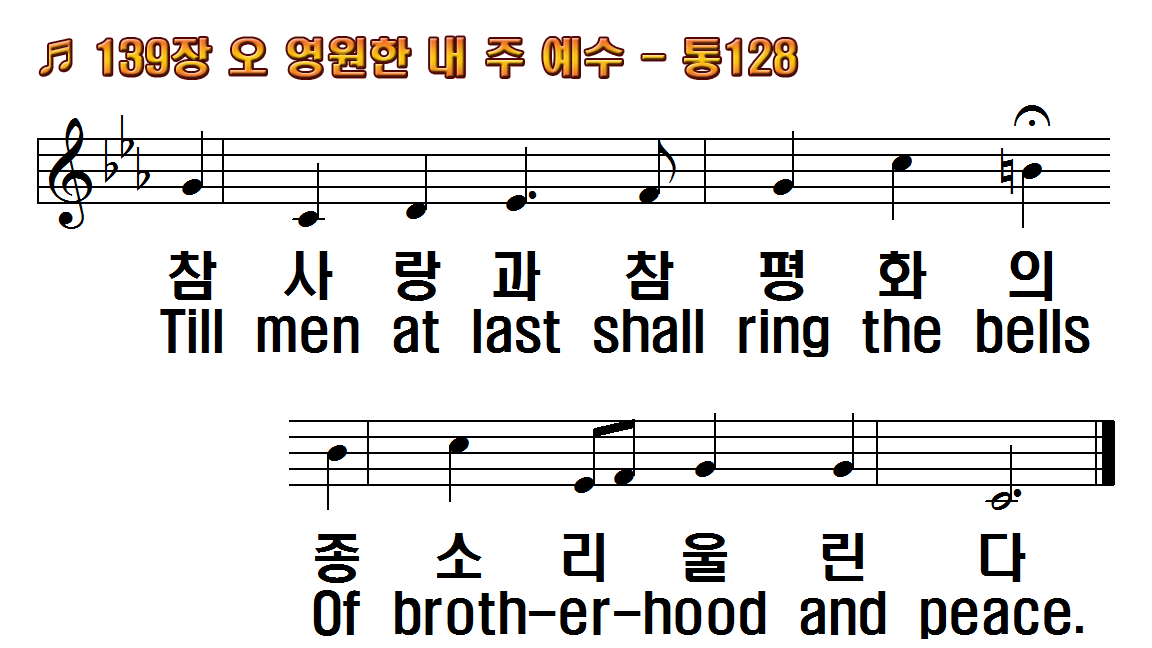 ♬ 139장 오 영원한 내 주 예수 - 통128
참 사 랑 과 참 평 화 의
Till men at last shall ring the bells
종 소 리 울 린 다
Of broth-er-hood and peace.